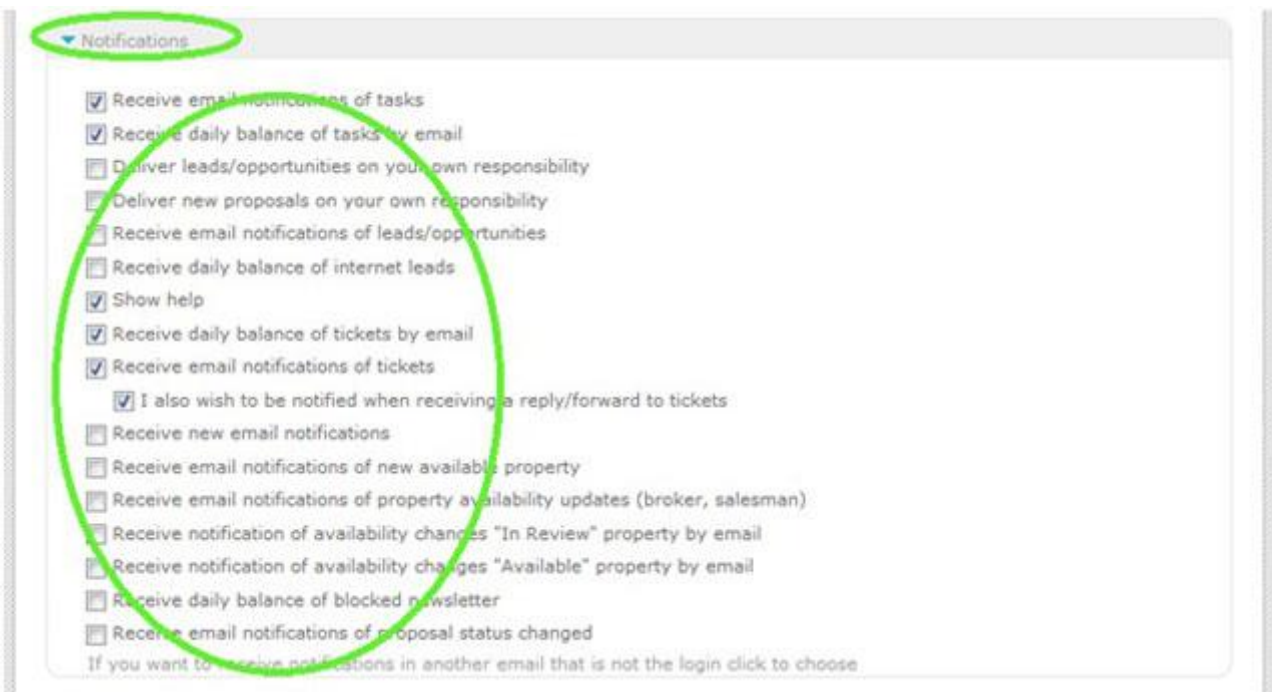 Notifications
Receive email notifications of tasks
Receive daily balance of tasks by email
Deliver leads/opportunities on your own responsibility
Deliver new proposals on your own responsibility
Receive email notifications of leads/opportunities
Receive daily balance of internet leads
Show help
Receive daily balance of tickets by email
Receive email notifications of tickets
I also wish to be notified when receiving a reply/forward to tickets
Receive new email notifications
Receive email notifications of new available property
Receive email notifications of property availability updates (broker, salesman)
Receive notification of availability changes "In Review" property by email
Receive notification of availability changes "Available" property by email
Receive daily balance of blocked newsletter
Receive email notifications of proposal status changed
If you want to receive notifications in another email that is not the login click to choose